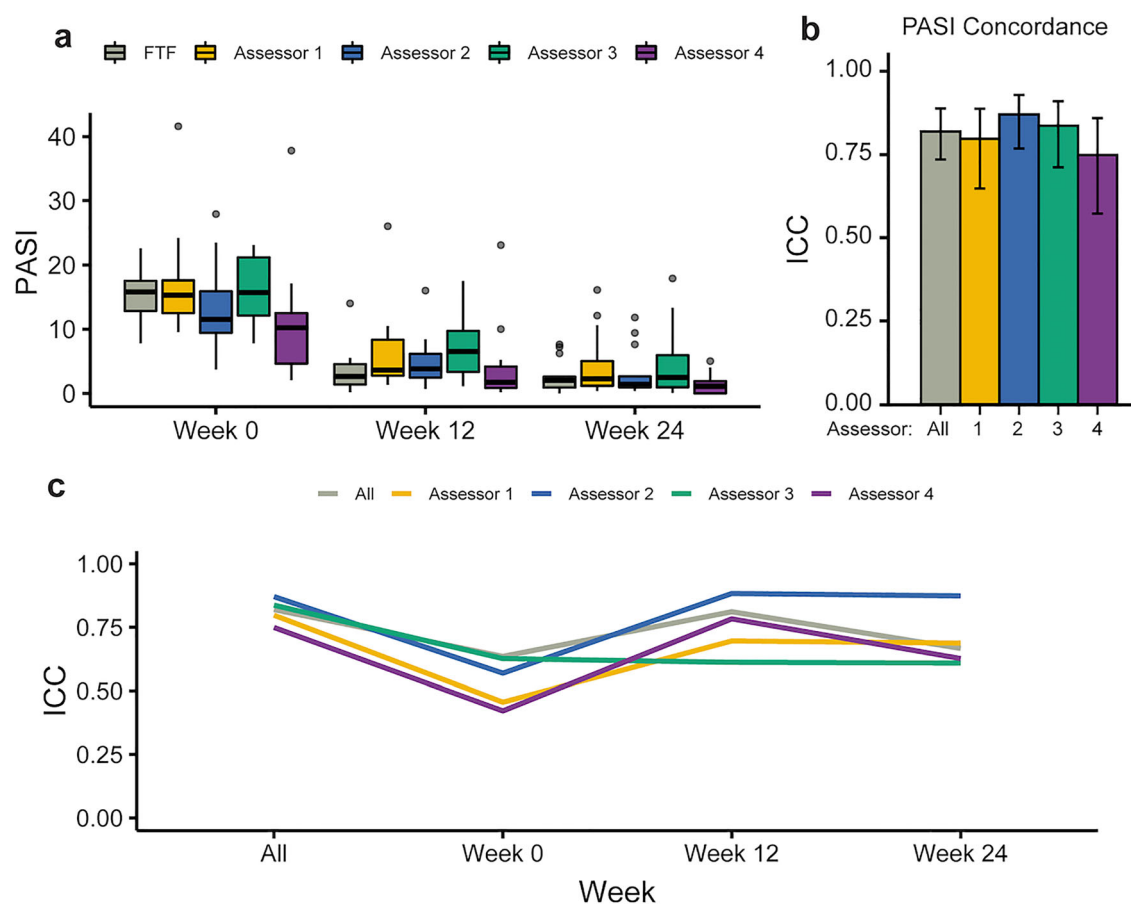 a
FTF Assessor 1 Assessor 2 Assessor 3 Assessor 4
PASI
40
30
20
10
0
Week 0 Week 12 Week 24
b
PASI Concordance
ICC
1.00
0.75
0.50
0.25
0.00
Assessor: All 1 2 3 4
c
All Assessor 1 Assessor 2 Assessor 3 Assessor 4
ICC
1.00
0.75
0.50
0.25
0.00
All Week 0 Week 12 Week 24
Week